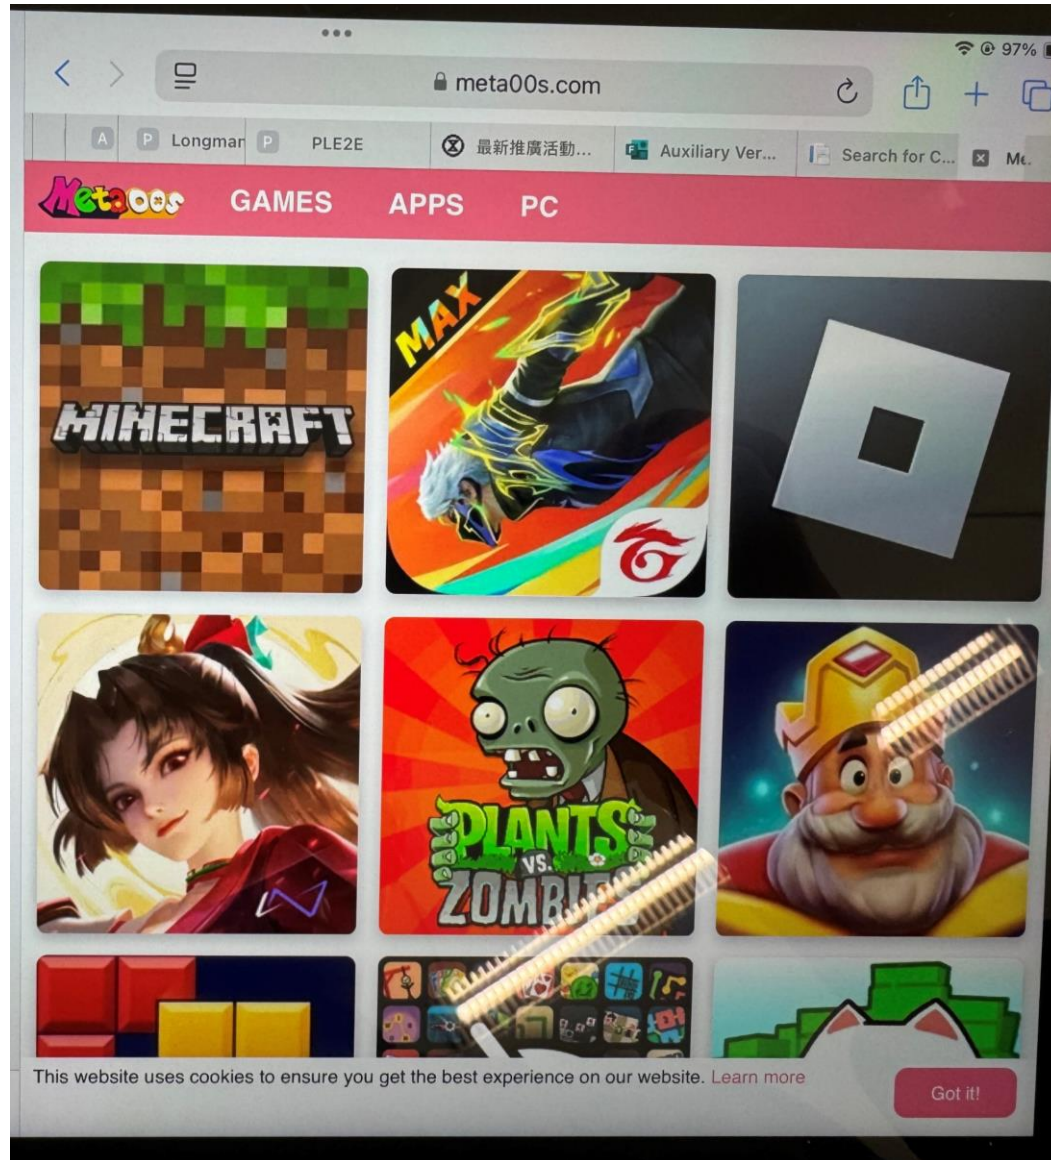 97%
meta00s.com
A
P Longman
P PLE2E
最新推廣活動...
Auxiliary Ver...
Search for C...
Me.
Metaoos
GAMES
APPS
PC
MINECRAFT
MAX
PLANTS
VS.
ZOMBIES
This website uses cookies to ensure you get the best experience on our website. Learn more
Got it!